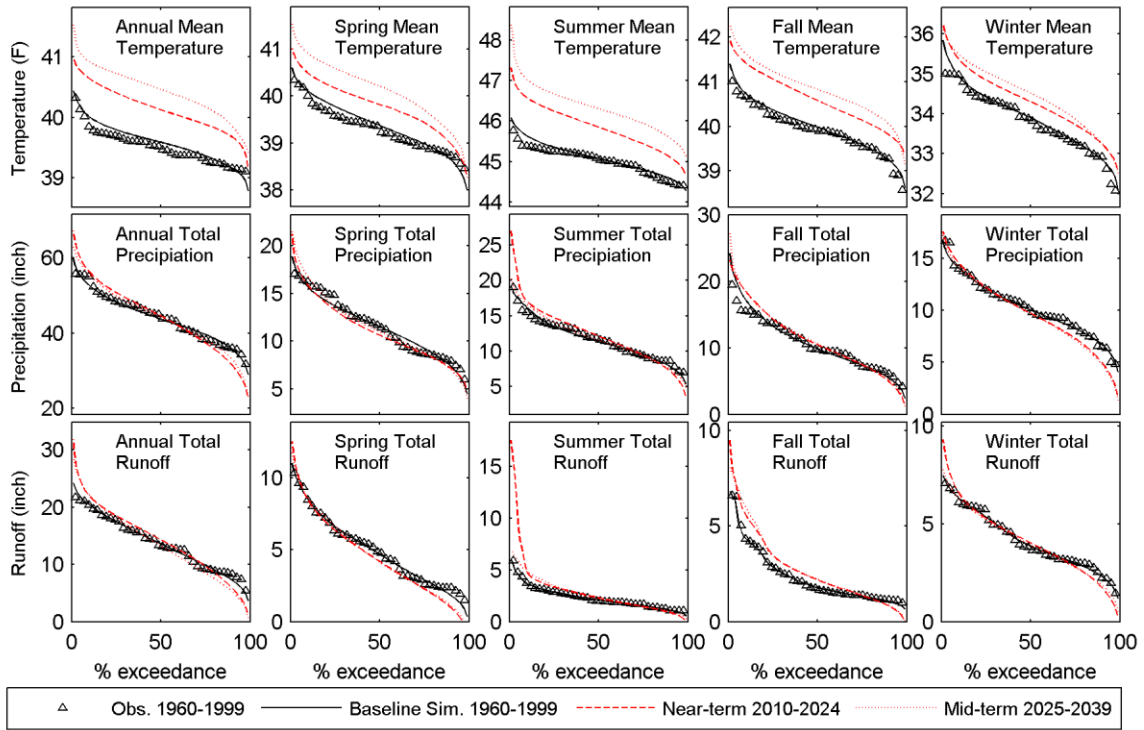 Annual Mean
Temperature
Spring Mean
Temperature
Summer Mean
Temperature
Fall Mean
Temperature
Winter Mean
Temperature
Temperature (F)
41
40
39
41
40
39
38
48
47
46
45
44
42
41
40
39
38
36
35
34
33
32
Annual Total
Precipiation
Spring Total
Precipitation
Summer Total
Precipitation
Fall Total
Precipitation
Winter Total
Precipitation
Precipitation (inch)
60
40
20
20
15
10
5
25
20
15
10
5
30
20
10
0
15
10
5
0
Annual Total
Runoff
Spring Total
Runoff
Summer Total
Runoff
Fall Total
Runoff
Winter Total
Runoff
Runoff (inch)
30
20
10
0
10
5
0
15
10
5
0
10
5
0
10
5
0
0 50 100
0 50
0 50
0 50
0 50 100
% exceedance % exceedance % exceedance % exceedance % exceedance
Obs. 1960-1999 Baseline Sim. 1960-1999 Near-term 2010-2024 Mid-term 2025-2039